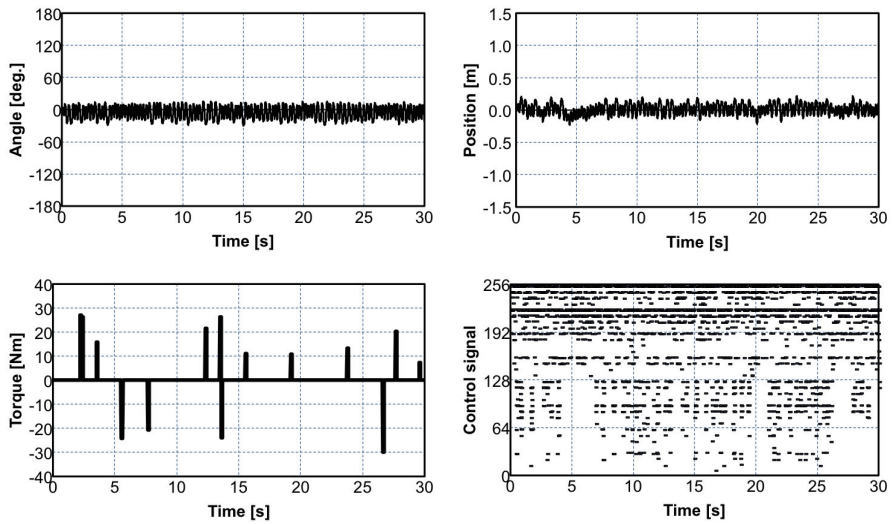 180
120
60
0
-60
-120
-180
Angle [deg.]
0 5 10 15 20 25 30
Time [s]
1.5
1.0
0.5
0.0
-0.5
-1.0
-1.5
Position [m]
0 5 10 15 20 25 30
Time [s]
40
30
20
10
0
-10
-20
-30
-40
Torque [Nm]
0 5 10 15 20 25 30
Time [s]
256
192
128
64
0
Control signal
0 5 10 15 20 25 30
Time [s]